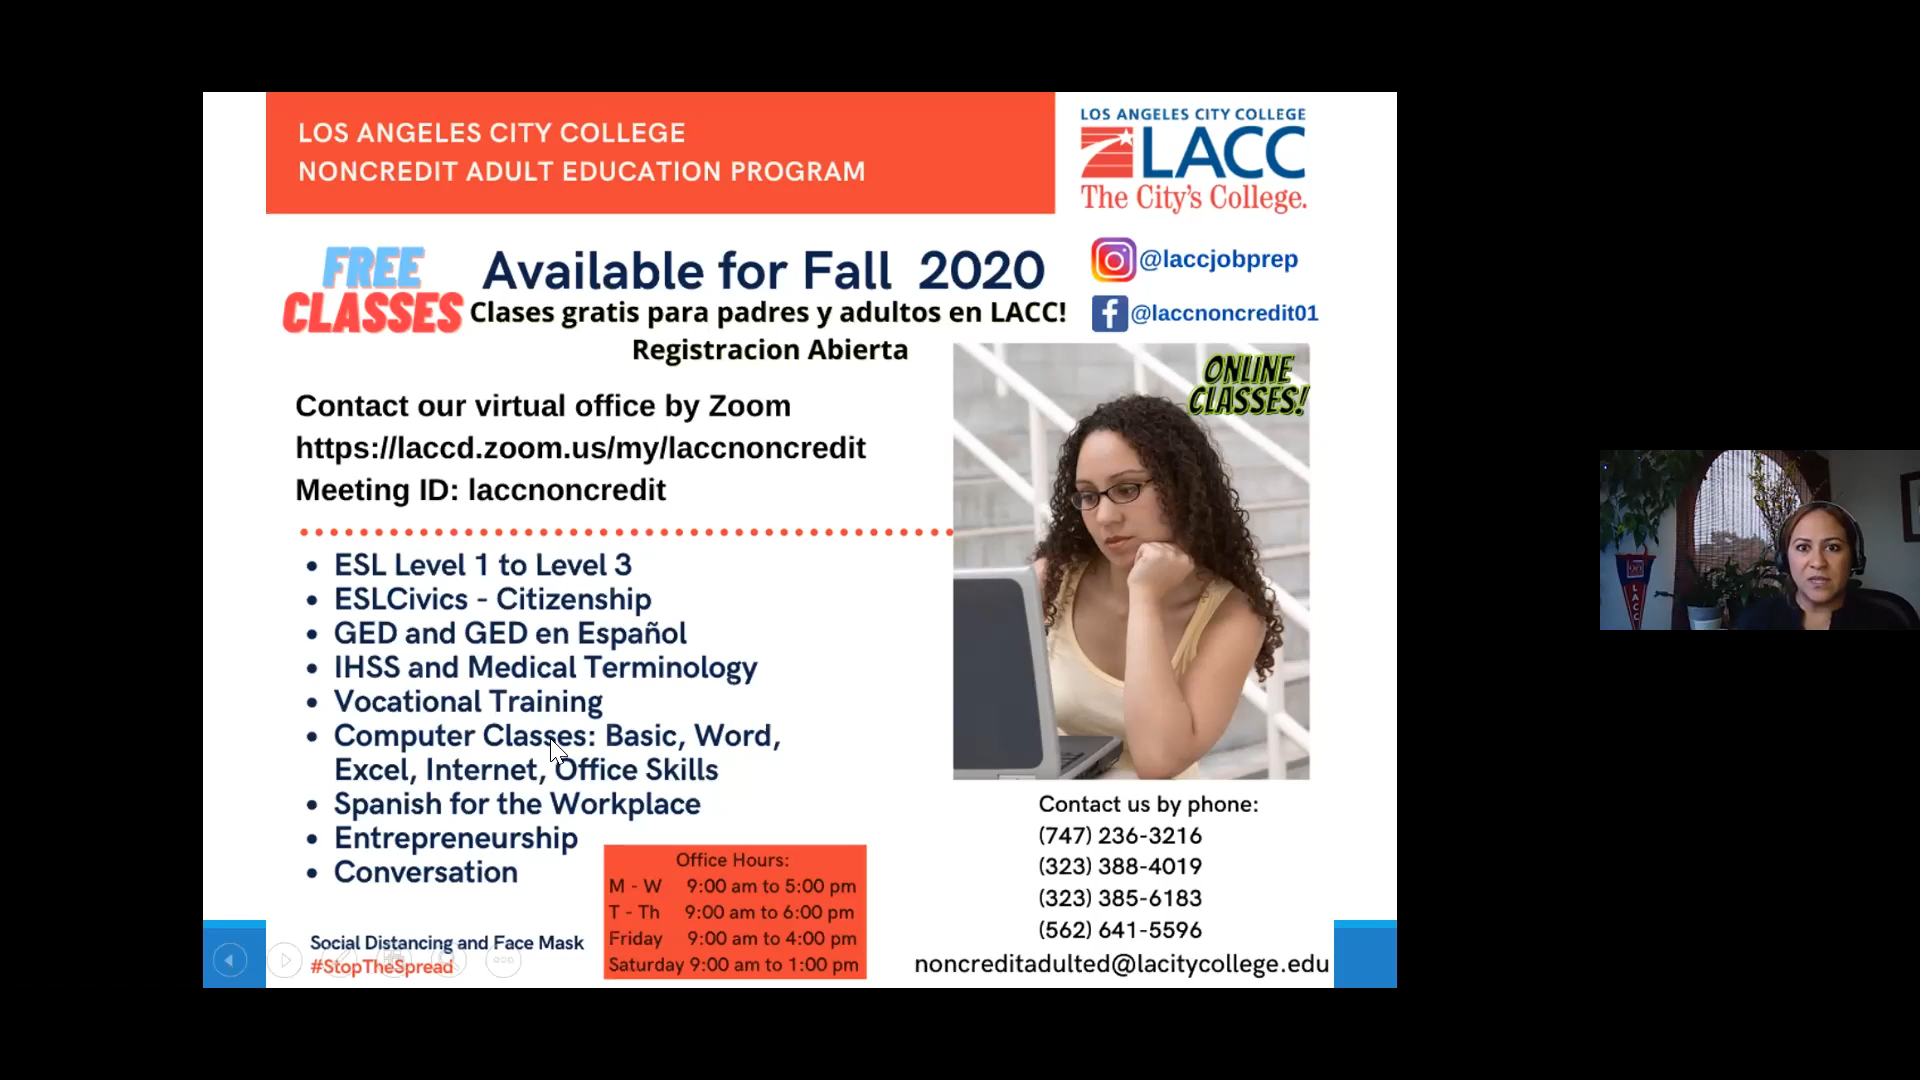 LOS ANGELES CITY COLLEGE
NONCREDIT ADULT EDUCATION PROGRAM
LOS ANGELES CITY COLLEGE
LACC
The City's College.
FREE
CLASSES
Available for Fall 2020
Clases gratis para padres y adultos en LACC!
Registracion Abierta
@laccjobprep
@laccnoncredit01
Contact our virtual office by Zoom
https://laccd.zoom.us/my/laccnoncredit
Meeting ID: laccnoncredit
ONLINE
CLASSES!
• ESL Level 1 to Level 3
• ESLCivics - Citizenship
• GED and GED en Español
• IHSS and Medical Terminology
• Vocational Training
• Computer Classes: Basic, Word,
Excel, Internet, Office Skills
• Spanish for the Workplace
• Entrepreneurship
• Conversation
Office Hours:
M - W 9:00 am to 5:00 pm
T - Th 9:00 am to 6:00 pm
Friday 9:00 am to 4:00 pm
Saturday 9:00 am to 1:00 pm
Contact us by phone:
(747) 236-3216
(323) 388-4019
(323) 385-6183
(562) 641-5596
noncreditadulted@lacitycollege.edu
Social Distancing and Face Mask
#StopTheSpread
LACC